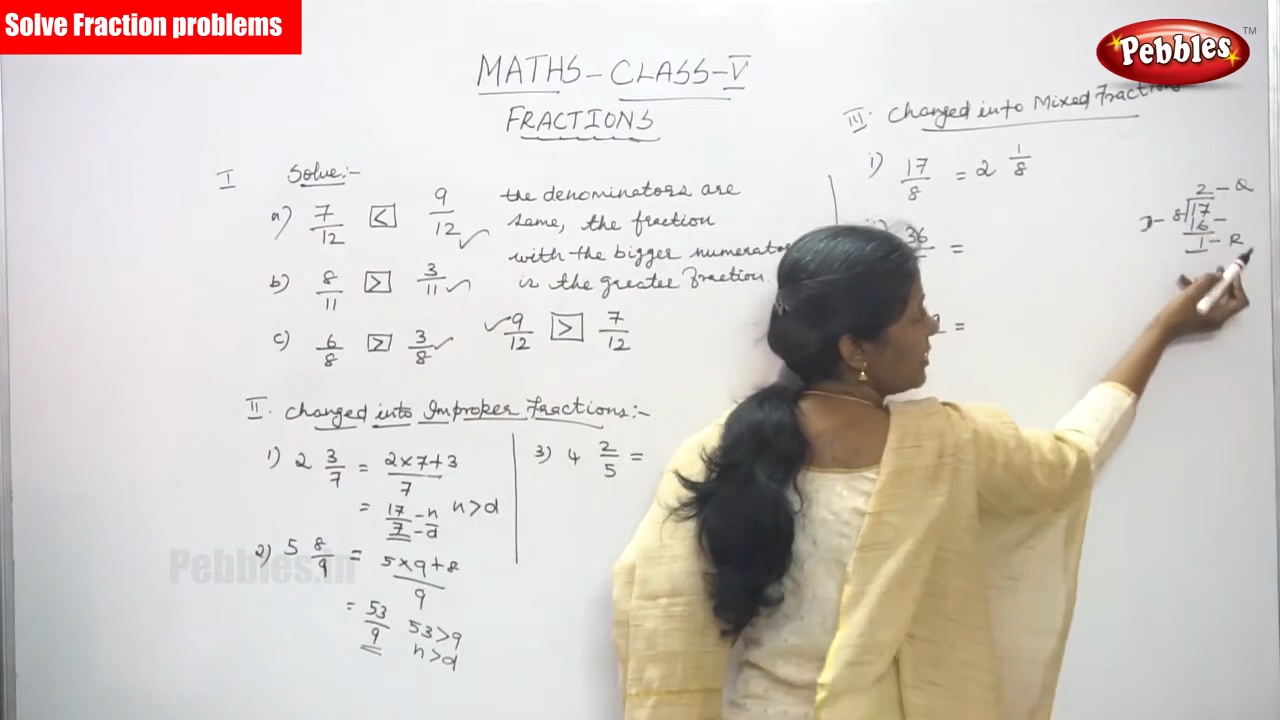 Solve Fraction problems
Pebbles™
MATHS - CLASS - V
FRACTIONS
I Solve:-
a) 7/12 < 9/12 ✓
b) 8/11 > 3/11 ✓
c) 6/8 > 3/8 ✓
the denominators are
same, the fraction
with the bigger numerator
is the greater fraction.
✓ 9/12 > 7/12
II. Changed into Improper Fractions:-
1) 2 3/7 = 2×7+3/7
= 17/7 -n -d n>d
2) 5 8/9 = 5×9+8/9
= 53/9 53>9
n>d
3) 4 2/5 =
III. Changed into Mixed Fractions
i) 17/8 = 2 1/8
36 =
=
2 - Q
8 17
16 -
1 - R
Pebbles.in